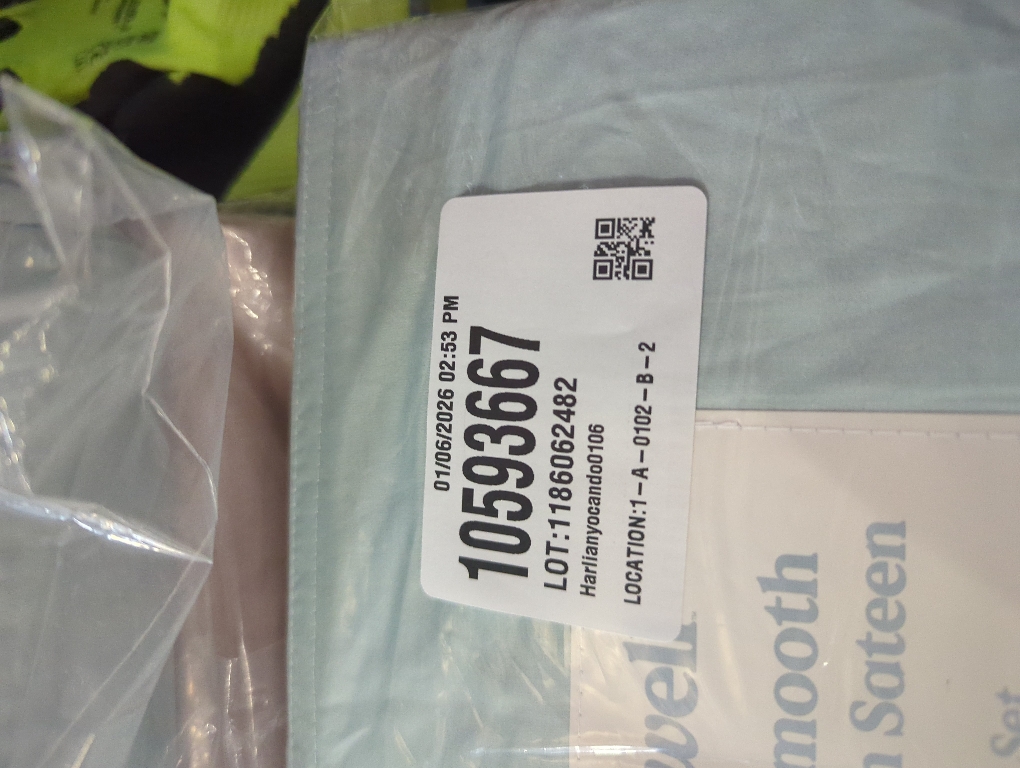 01/06/2026 02:53 PM
10593667
LOT:1186062482
Harlianyocando0106
LOCATION:1-A-0102-B-2
well
mooth
n Sateen
Set